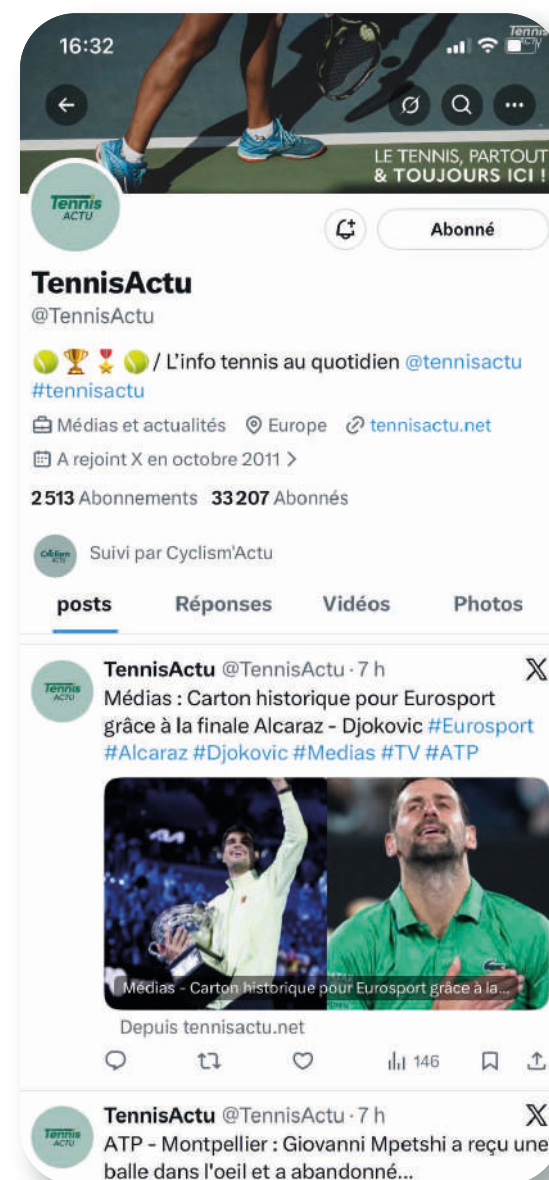 16:32
Tennis
ACTU
LE TENNIS, PARTOUT
& TOUJOURS ICI !
Tennis
ACTU
Abonné
TennisActu
@TennisActu
/ L'info tennis au quotidien @tennisactu
#tennisactu
Médias et actualités Europe tennisactu.net
A rejoint X en octobre 2011 >
2 513 Abonnements 33 207 Abonnés
Cyclism
ACTU
Suivi par Cyclism'Actu
posts Réponses Vidéos Photos
Tennis
ACTU
TennisActu @TennisActu · 7 h
Médias : Carton historique pour Eurosport
grâce à la finale Alcaraz - Djokovic #Eurosport
#Alcaraz #Djokovic #Medias #TV #ATP
Médias - Carton historique pour Eurosport grâce à la...
Depuis tennisactu.net
146
Tennis
ACTU
TennisActu @TennisActu · 7 h
ATP - Montpellier : Giovanni Mpetshi a reçu une
balle dans l'oeil et a abandonné...